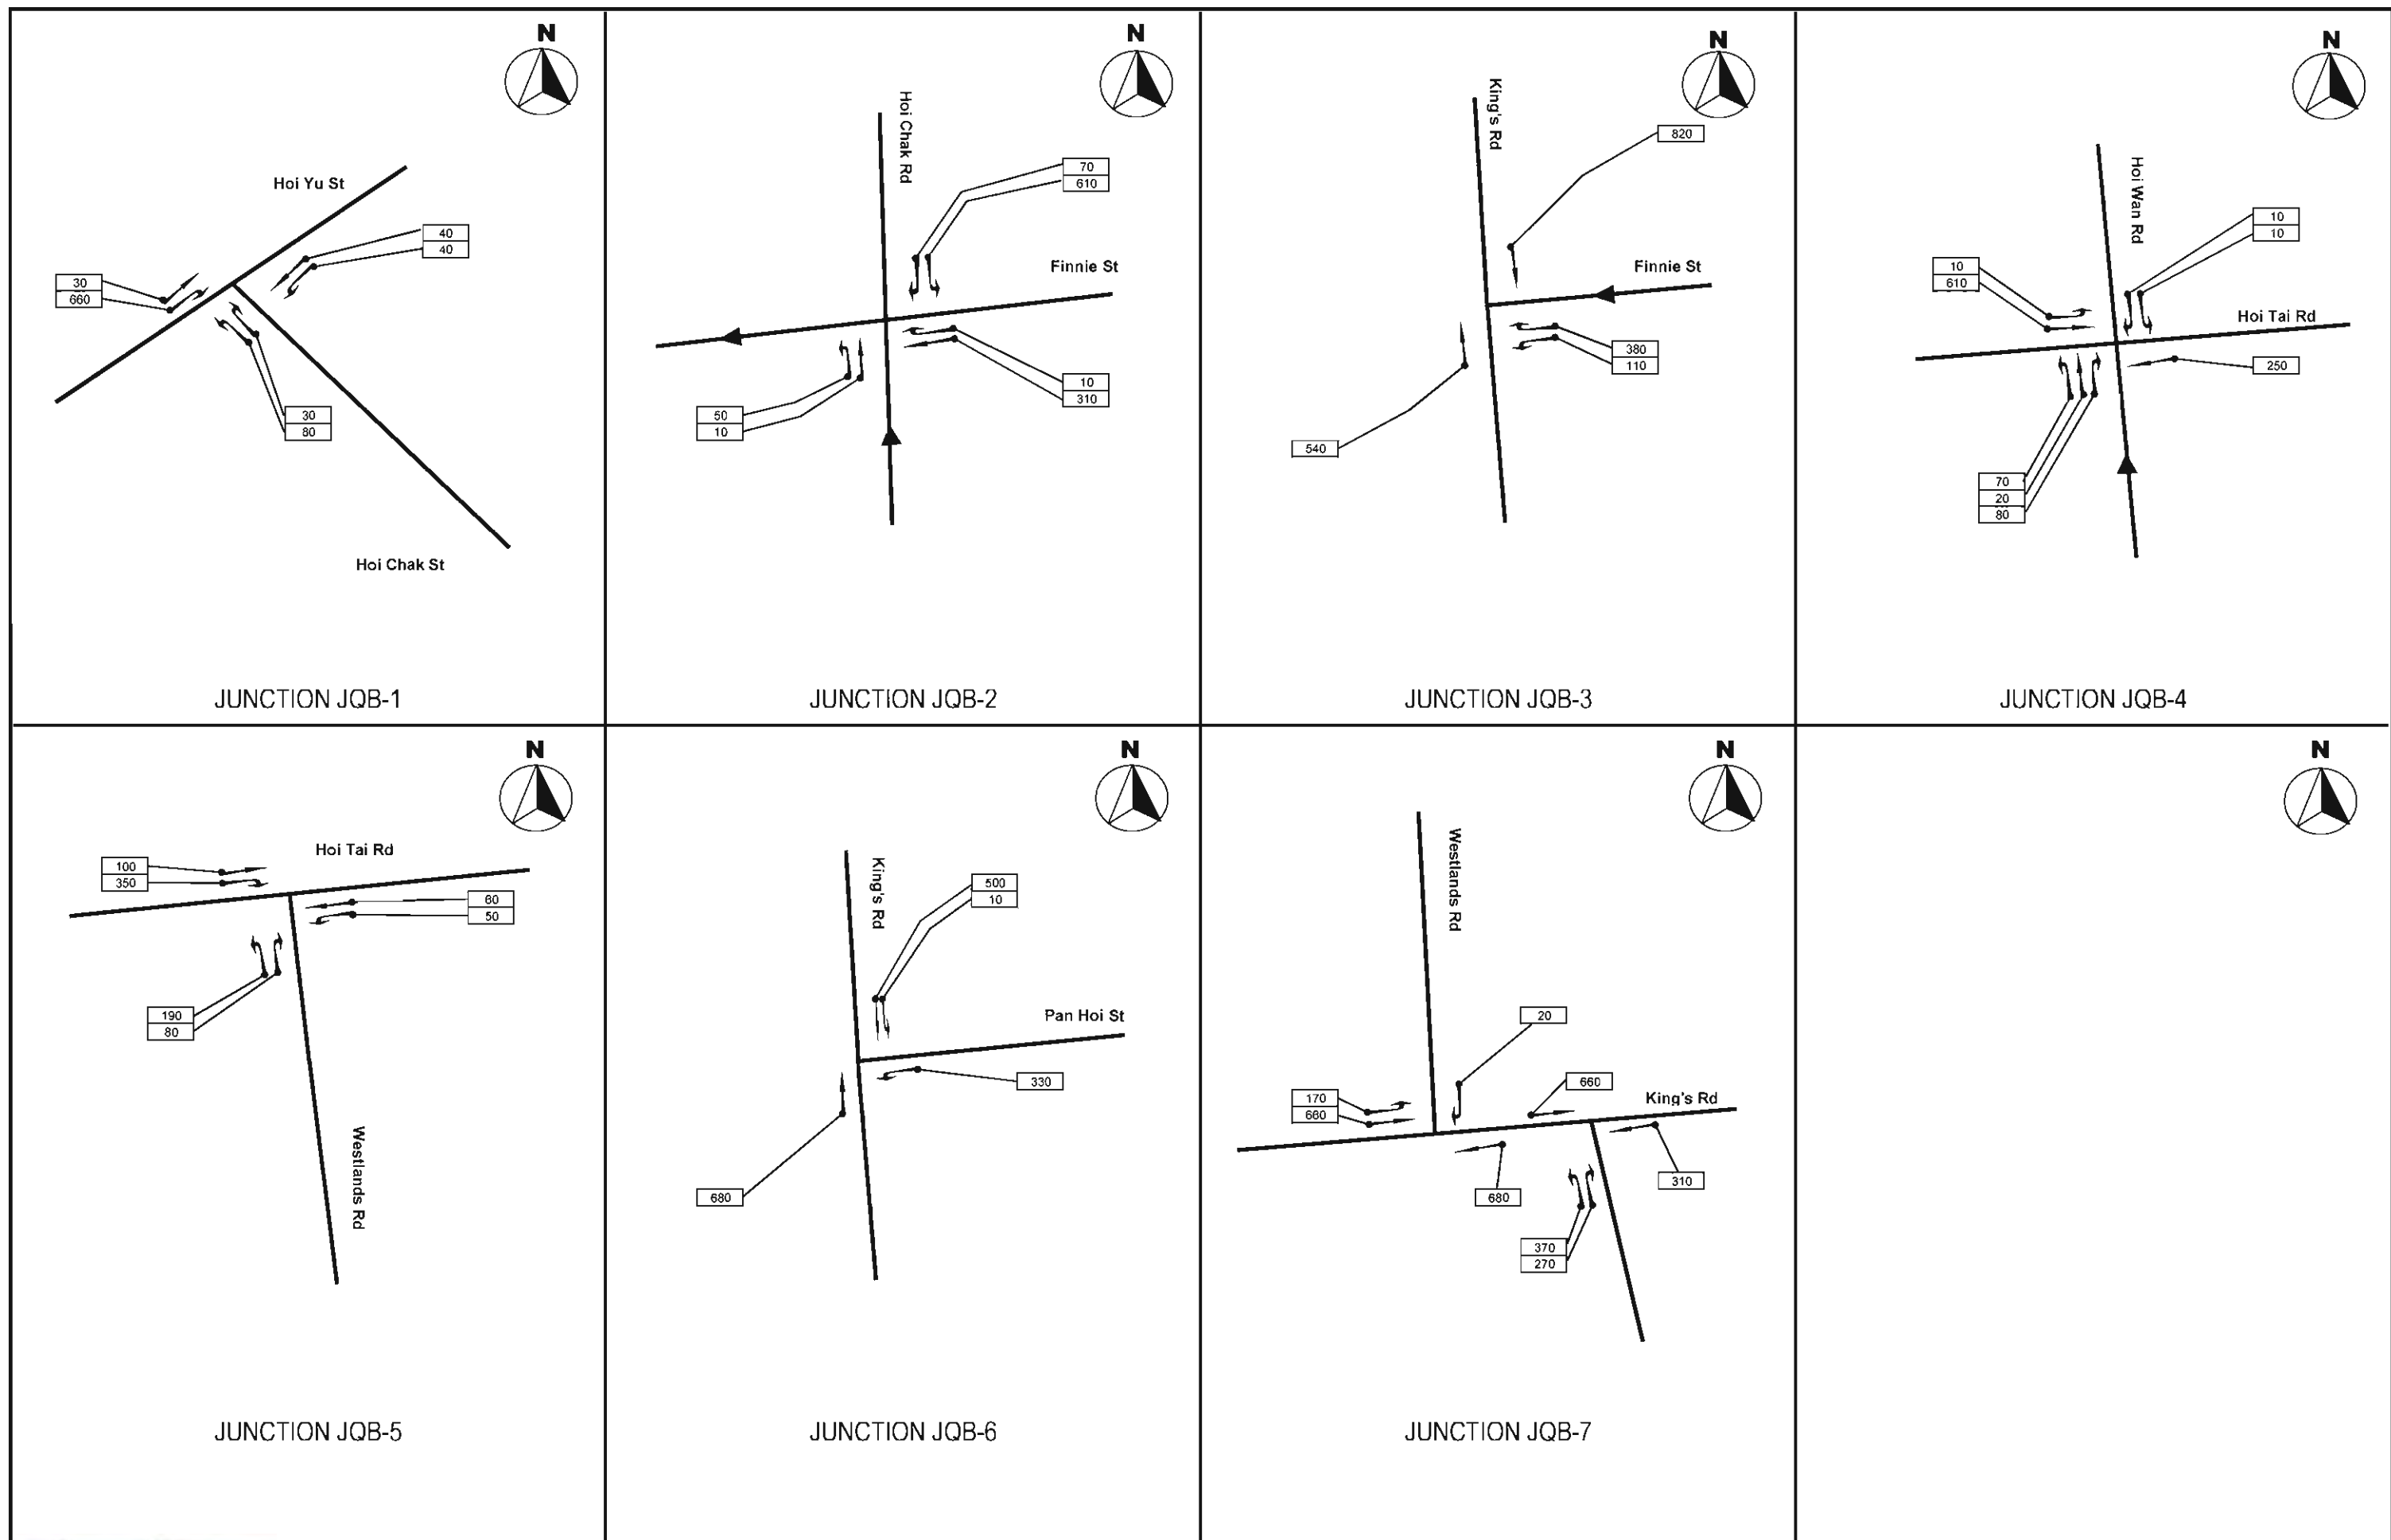 N
Hoi Yu St
40
40
30
660
30
80
Hoi Chak St
JUNCTION JQB-1
N
Hoi Chak Rd
70
610
Finnie St
10
310
50
10
JUNCTION JQB-2
N
King's Rd
820
Finnie St
380
110
540
JUNCTION JQB-3
N
Hoi Wan Rd
10
10
10
610
Hoi Tai Rd
250
70
20
80
JUNCTION JQB-4
N
Hoi Tai Rd
100
350
60
50
190
80
Westlands Rd
JUNCTION JQB-5
N
King's Rd
500
10
Pan Hoi St
330
680
JUNCTION JQB-6
N
Westlands Rd
20
660
170
660
King's Rd
680
310
370
270
JUNCTION JQB-7
N